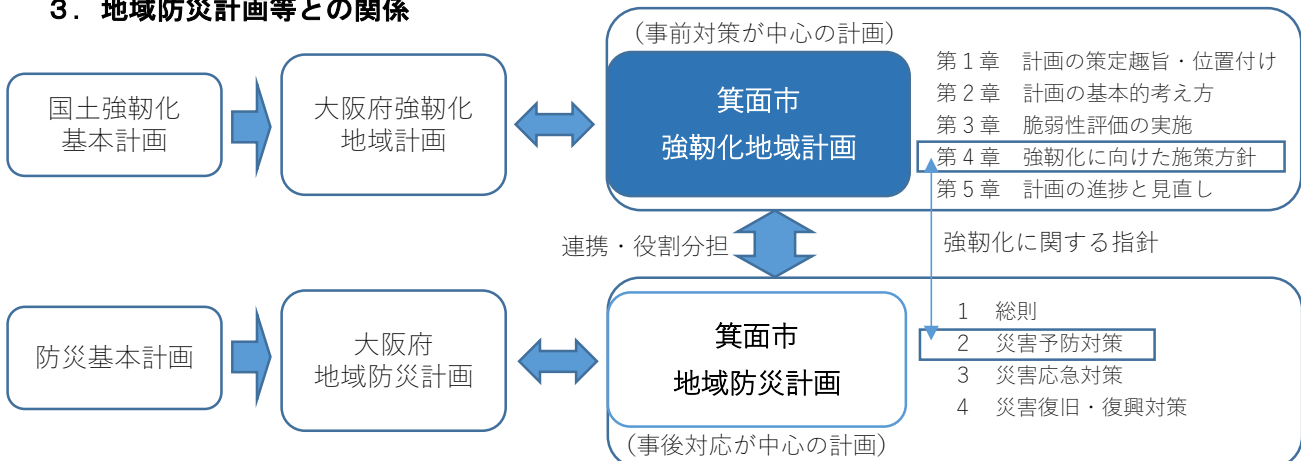 ３．地域防災計画等との関係
（事前対策が中心の計画）
国土強靭化
基本計画
大阪府強靭化
地域計画
箕面市
強靭化地域計画
第１章　計画の策定趣旨・位置付け
第２章　計画の基本的考え方
第３章　脆弱性評価の実施
第４章　強靭化に向けた施策方針
第５章　計画の進捗と見直し
連携・役割分担
強靭化に関する指針
防災基本計画
大阪府
地域防災計画
箕面市
地域防災計画
１　総則
２　災害予防対策
３　災害応急対策
４　災害復旧・復興対策
（事後対応が中心の計画）